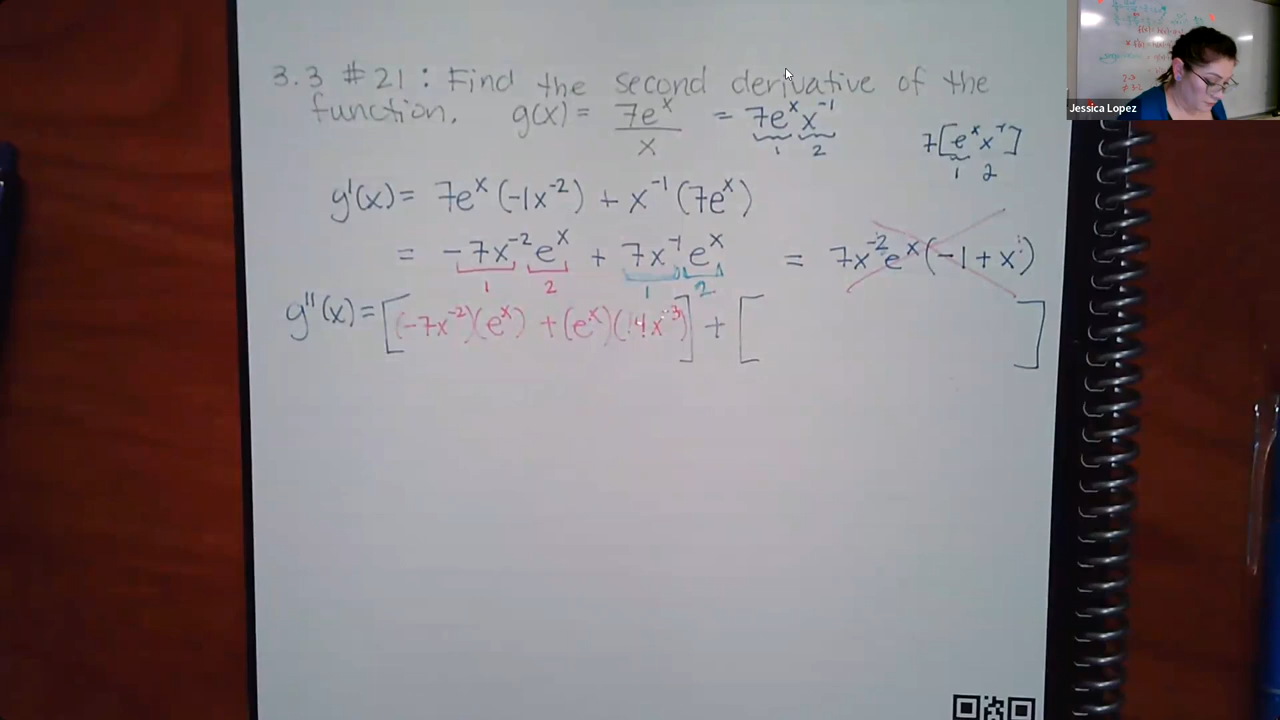 3.3 #21: Find the second derivative of the
function. g(x) = 7e^x / x = 7e^x x^-1
1 2
7[e^x x^-1]
1 2
g'(x) = 7e^x (-1x^-2) + x^-1 (7e^x)
= -7x^-2 e^x + 7x^-1 e^x = 7x^-2 e^x (-1 + x^1)
1 2 1 2
g''(x) = [(-7x^-2)(e^x) + (e^x)(14x^-3)] + [ ]
Jessica Lopez